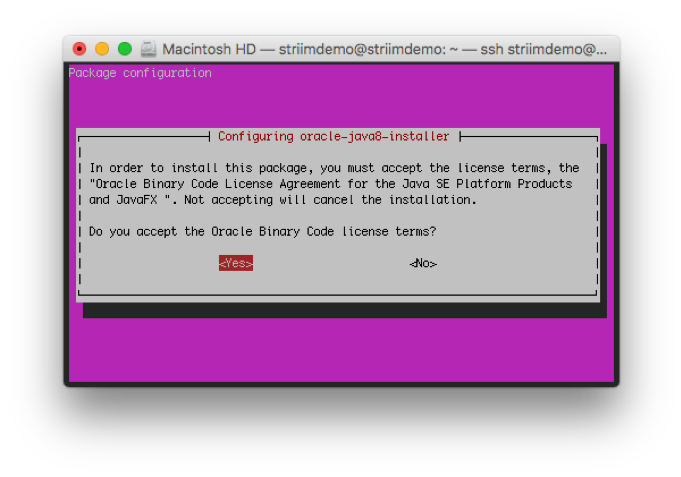 Macintosh HD — striimdemo@striimdemo: ~ — ssh striimdemo@...
Package configuration
Configuring oracle-java8-installer
In order to install this package, you must accept the license terms, the
"Oracle Binary Code License Agreement for the Java SE Platform Products
and JavaFX ". Not accepting will cancel the installation.
Do you accept the Oracle Binary Code license terms?
<Yes> <No>